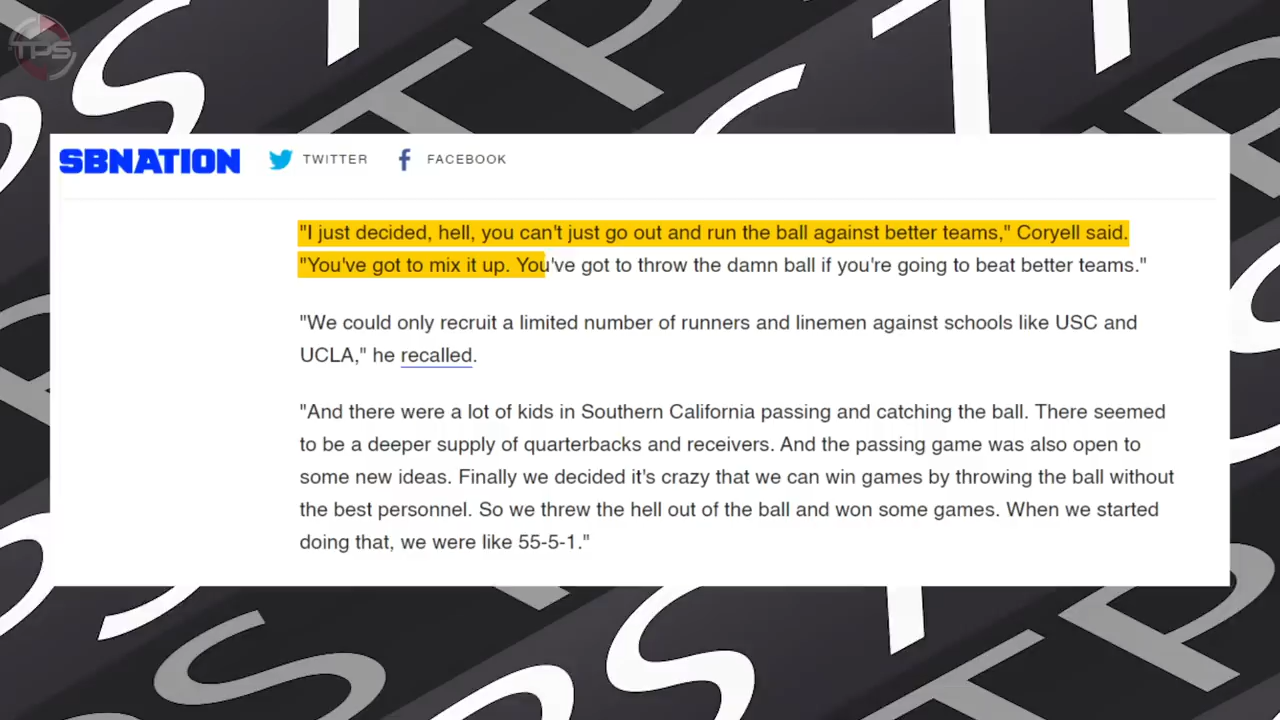 TPS
SBNATION TWITTER FACEBOOK
"I just decided, hell, you can't just go out and run the ball against better teams," Coryell said.
"You've got to mix it up. You've got to throw the damn ball if you're going to beat better teams."
"We could only recruit a limited number of runners and linemen against schools like USC and
UCLA," he recalled.
"And there were a lot of kids in Southern California passing and catching the ball. There seemed
to be a deeper supply of quarterbacks and receivers. And the passing game was also open to
some new ideas. Finally we decided it's crazy that we can win games by throwing the ball without
the best personnel. So we threw the hell out of the ball and won some games. When we started
doing that, we were like 55-5-1."